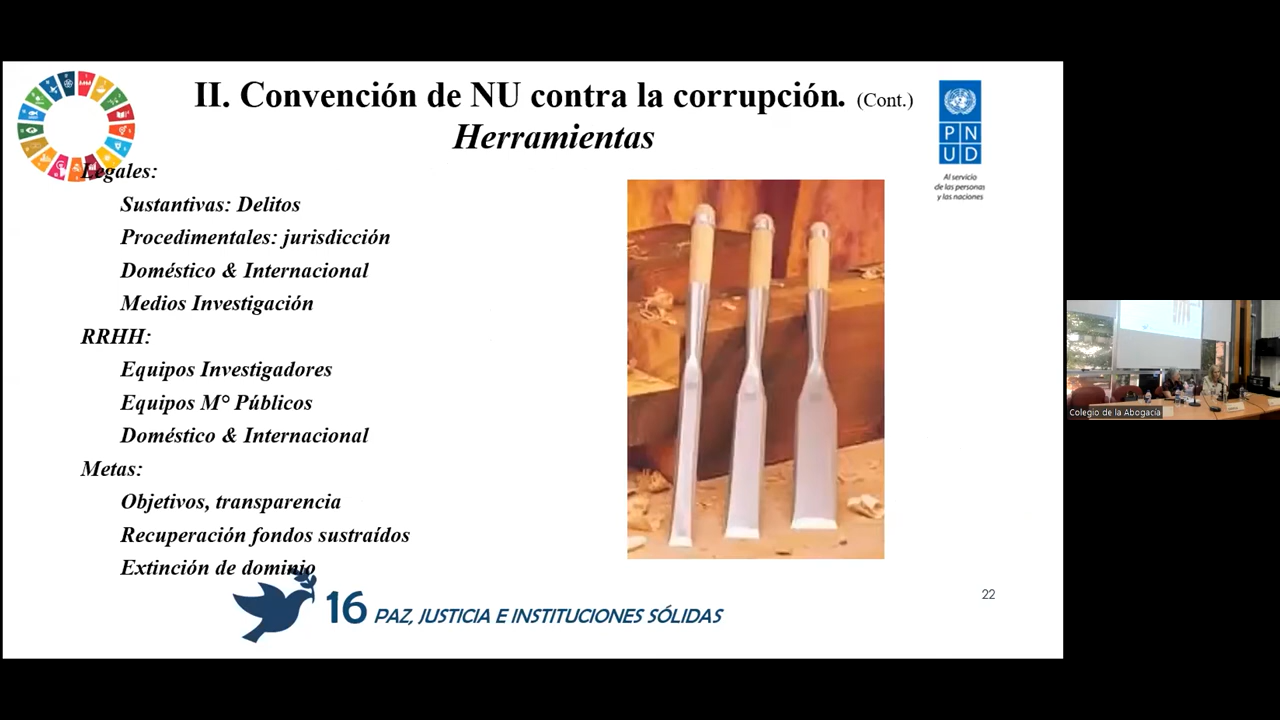 II. Convención de NU contra la corrupción. (Cont.)
Herramientas
Legales:
Sustantivas: Delitos
Procedimentales: jurisdicción
Doméstico & Internacional
Medios Investigación
RRHH:
Equipos Investigadores
Equipos M° Públicos
Doméstico & Internacional
Metas:
Objetivos, transparencia
Recuperación fondos sustraídos
Extinción de dominio
16 PAZ, JUSTICIA E INSTITUCIONES SÓLIDAS
22
P N
U D
Al servicio
de las personas
y las naciones
Colegio de la Abogacía